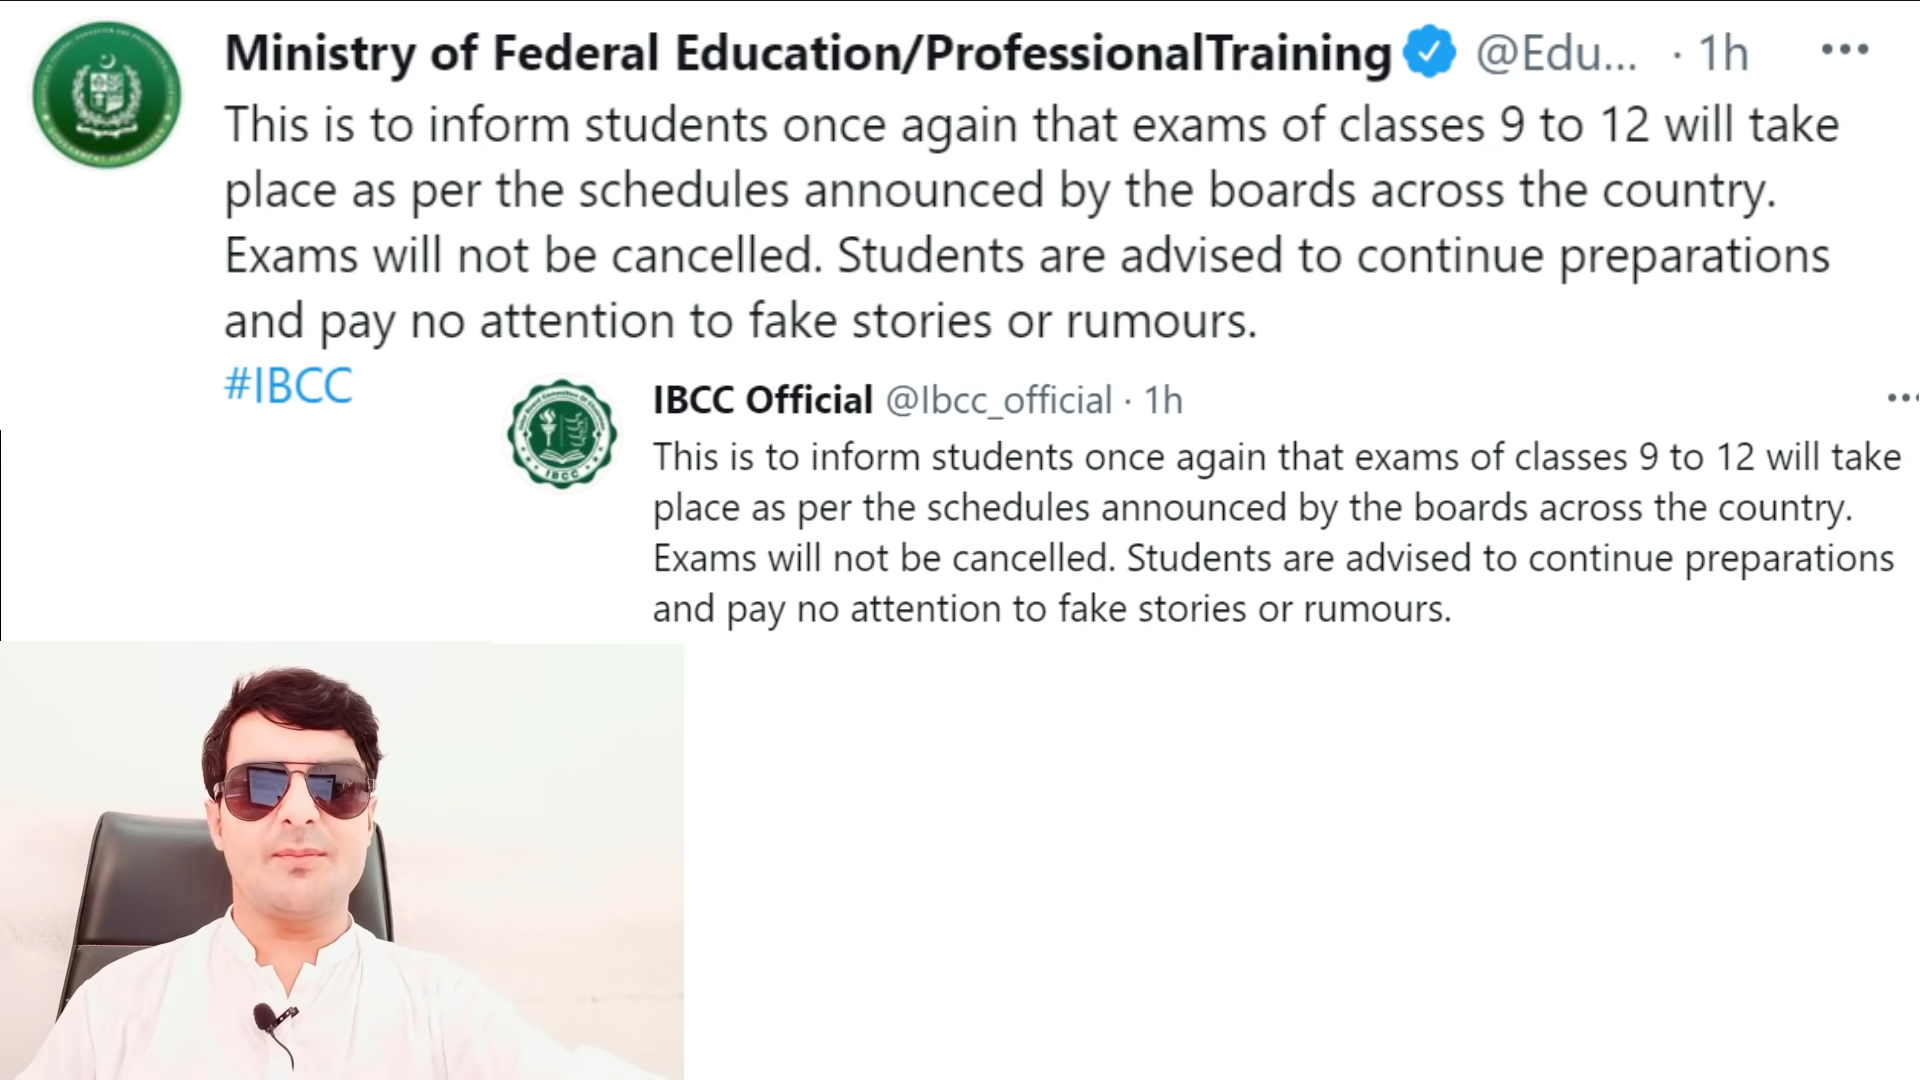 Ministry of Federal Education/ProfessionalTraining @Edu... · 1h ...
This is to inform students once again that exams of classes 9 to 12 will take
place as per the schedules announced by the boards across the country.
Exams will not be cancelled. Students are advised to continue preparations
and pay no attention to fake stories or rumours.
#IBCC
IBCC Official @Ibcc_official · 1h ...
This is to inform students once again that exams of classes 9 to 12 will take
place as per the schedules announced by the boards across the country.
Exams will not be cancelled. Students are advised to continue preparations
and pay no attention to fake stories or rumours.
IBCC